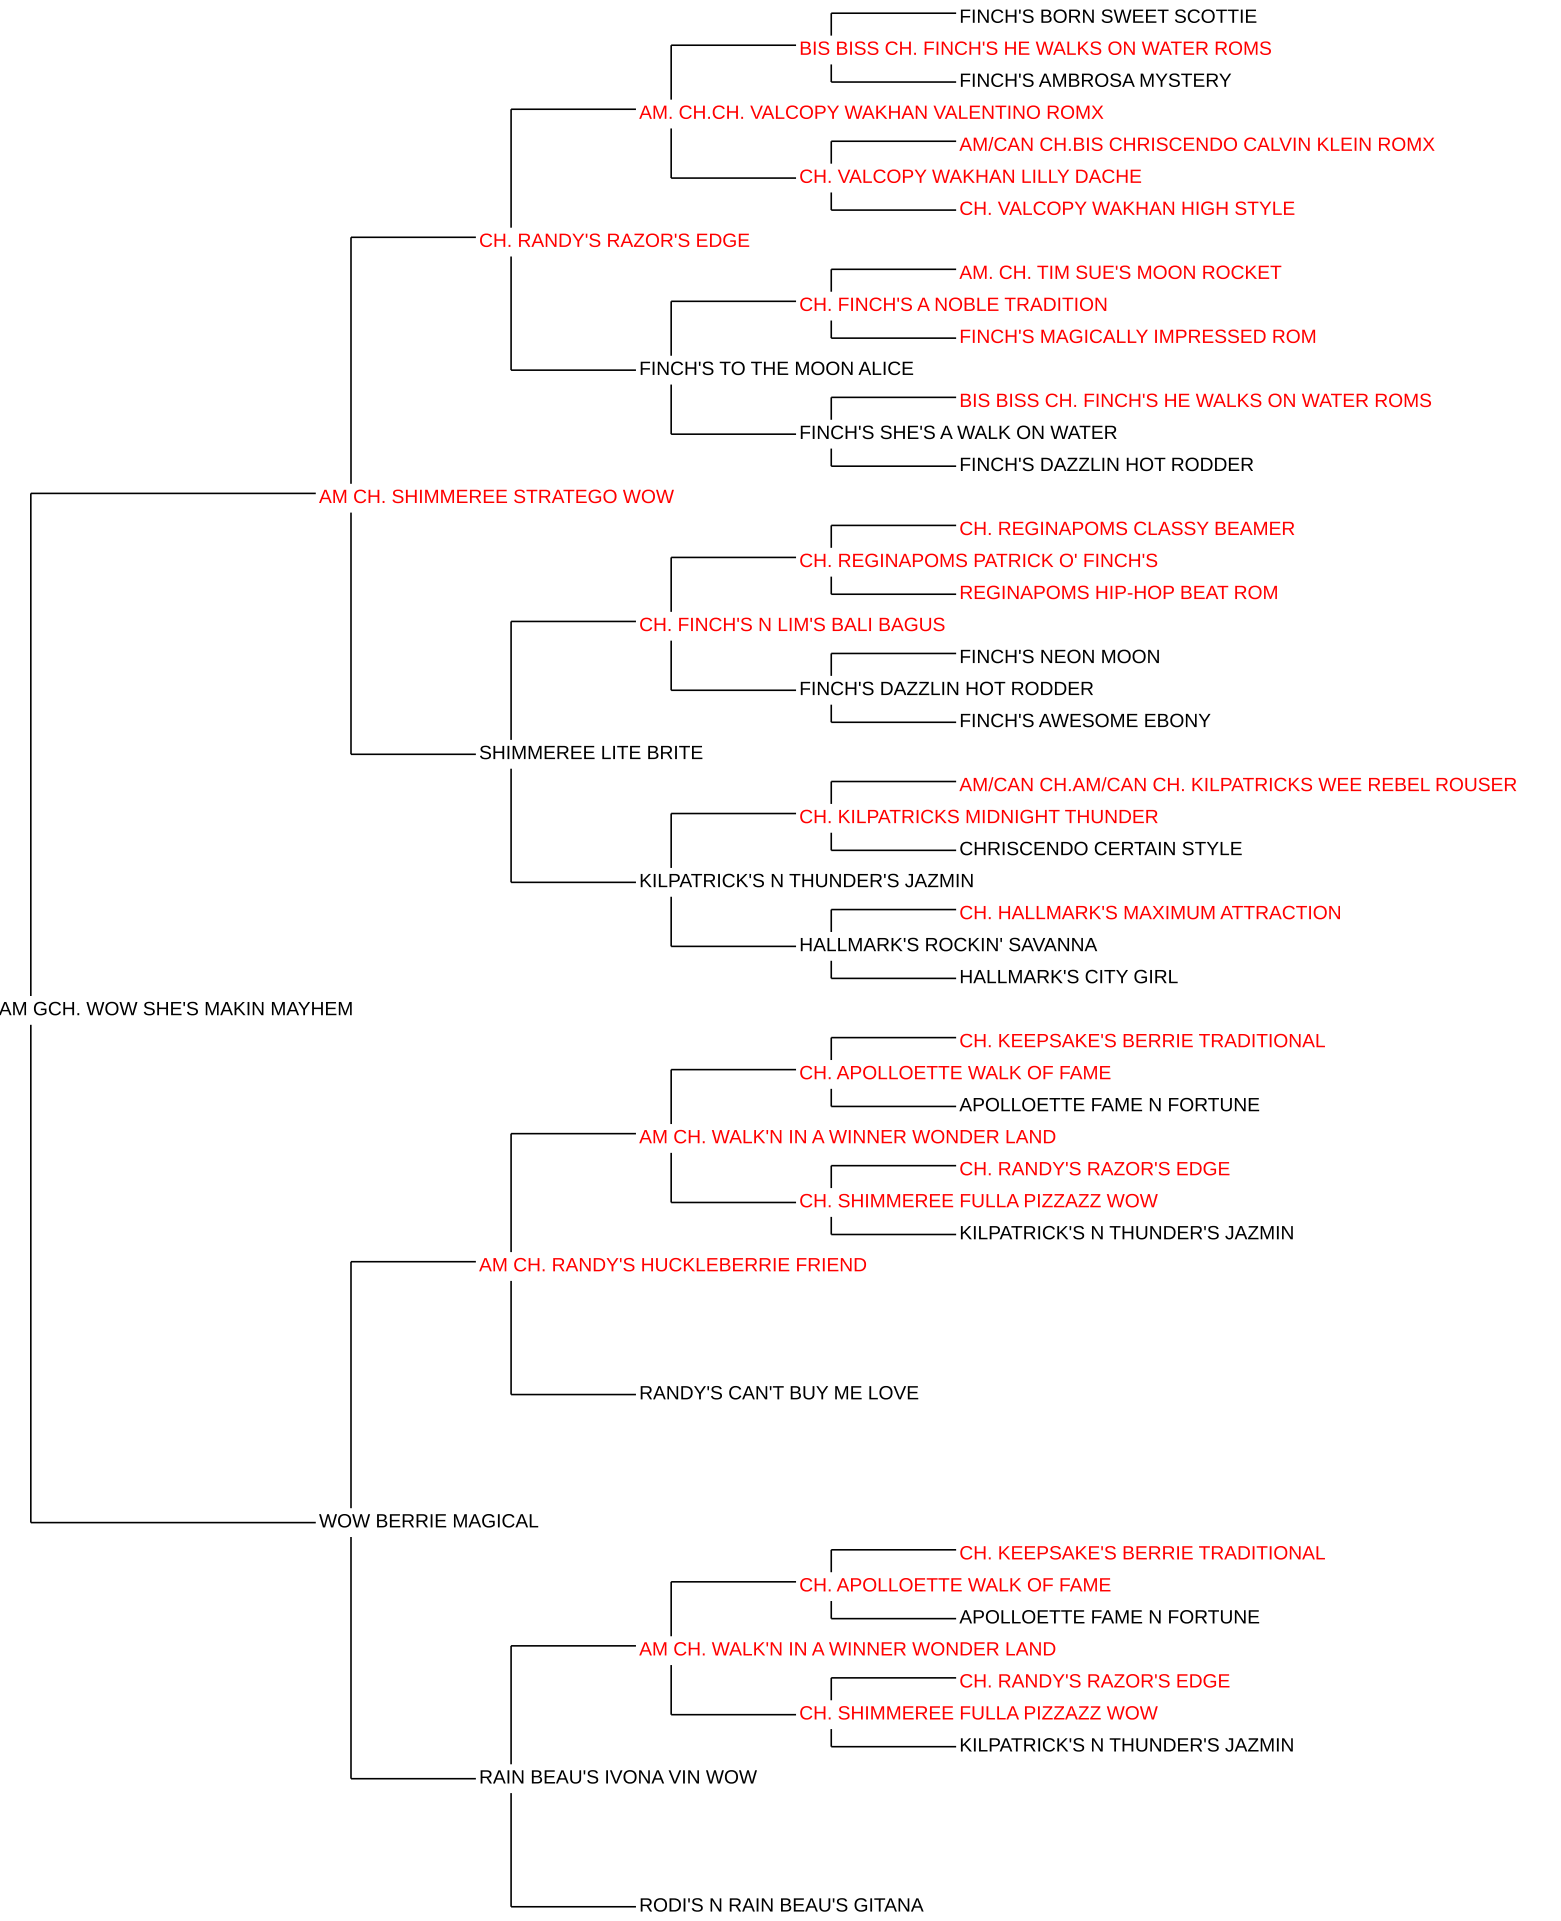 FINCH'S BORN SWEET SCOTTIE
BIS BISS CH. FINCH'S HE WALKS ON WATER ROMS
FINCH'S AMBROSA MYSTERY
AM. CH.CH. VALCOPY WAKHAN VALENTINO ROMX
AM/CAN CH.BIS CHRISCENDO CALVIN KLEIN ROMX
CH. VALCOPY WAKHAN LILLY DACHE
CH. VALCOPY WAKHAN HIGH STYLE
CH. RANDY'S RAZOR'S EDGE
AM. CH. TIM SUE'S MOON ROCKET
CH. FINCH'S A NOBLE TRADITION
FINCH'S MAGICALLY IMPRESSED ROM
FINCH'S TO THE MOON ALICE
BIS BISS CH. FINCH'S HE WALKS ON WATER ROMS
FINCH'S SHE'S A WALK ON WATER
FINCH'S DAZZLIN HOT RODDER
AM CH. SHIMMEREE STRATEGO WOW
CH. REGINAPOMS CLASSY BEAMER
CH. REGINAPOMS PATRICK O' FINCH'S
REGINAPOMS HIP-HOP BEAT ROM
CH. FINCH'S N LIM'S BALI BAGUS
FINCH'S NEON MOON
FINCH'S DAZZLIN HOT RODDER
FINCH'S AWESOME EBONY
SHIMMEREE LITE BRITE
AM/CAN CH.AM/CAN CH. KILPATRICKS WEE REBEL ROUSER
CH. KILPATRICKS MIDNIGHT THUNDER
CHRISCENDO CERTAIN STYLE
KILPATRICK'S N THUNDER'S JAZMIN
CH. HALLMARK'S MAXIMUM ATTRACTION
HALLMARK'S ROCKIN' SAVANNA
HALLMARK'S CITY GIRL
AM GCH. WOW SHE'S MAKIN MAYHEM
CH. KEEPSAKE'S BERRIE TRADITIONAL
CH. APOLLOETTE WALK OF FAME
APOLLOETTE FAME N FORTUNE
AM CH. WALK'N IN A WINNER WONDER LAND
CH. RANDY'S RAZOR'S EDGE
CH. SHIMMEREE FULLA PIZZAZZ WOW
KILPATRICK'S N THUNDER'S JAZMIN
AM CH. RANDY'S HUCKLEBERRIE FRIEND
RANDY'S CAN'T BUY ME LOVE
WOW BERRIE MAGICAL
CH. KEEPSAKE'S BERRIE TRADITIONAL
CH. APOLLOETTE WALK OF FAME
APOLLOETTE FAME N FORTUNE
AM CH. WALK'N IN A WINNER WONDER LAND
CH. RANDY'S RAZOR'S EDGE
CH. SHIMMEREE FULLA PIZZAZZ WOW
KILPATRICK'S N THUNDER'S JAZMIN
RAIN BEAU'S IVONA VIN WOW
RODI'S N RAIN BEAU'S GITANA